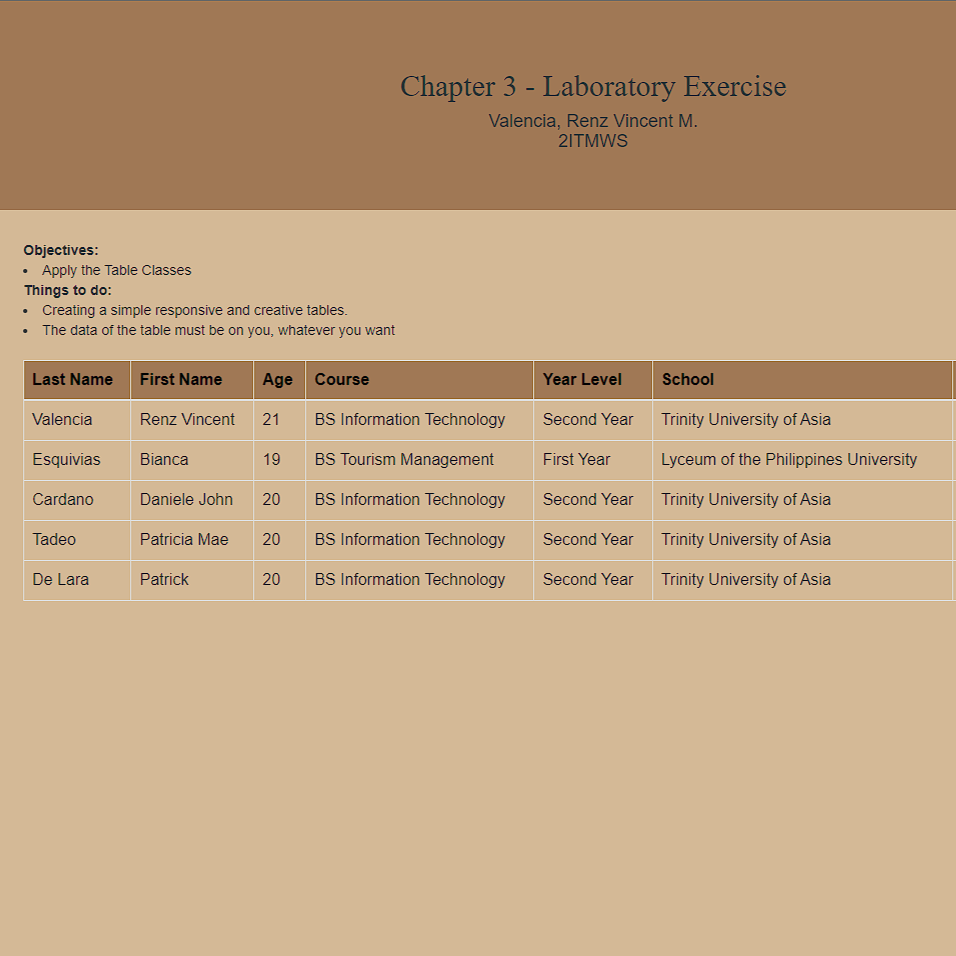 Chapter 3 - Laboratory Exercise
Valencia, Renz Vincent M.
2ITMWS
Objectives:
• Apply the Table Classes
Things to do:
• Creating a simple responsive and creative tables.
• The data of the table must be on you, whatever you want
Last Name First Name Age Course Year Level School
Valencia Renz Vincent 21 BS Information Technology Second Year Trinity University of Asia
Esquivias Bianca 19 BS Tourism Management First Year Lyceum of the Philippines University
Cardano Daniele John 20 BS Information Technology Second Year Trinity University of Asia
Tadeo Patricia Mae 20 BS Information Technology Second Year Trinity University of Asia
De Lara Patrick 20 BS Information Technology Second Year Trinity University of Asia